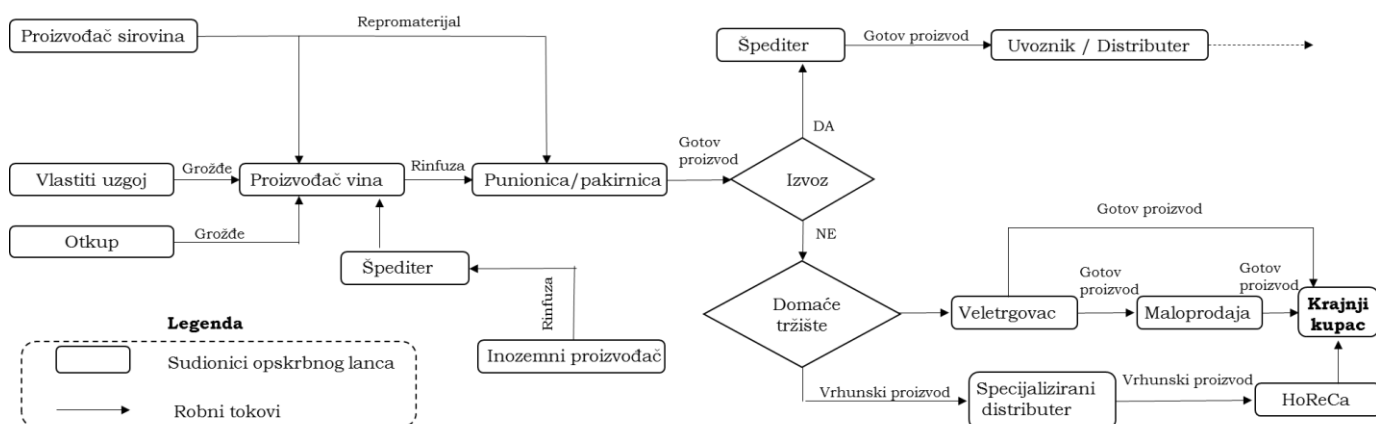 Proizvođač sirovina
Repromaterijal
Špediter
Gotov proizvod
Uvoznik / Distributer
DA
Vlastiti uzgoj
Grožđe
Proizvođač vina
Rinfuza
Punionica/pakirnica
Gotov
proizvod
Izvoz
Otkup
Grožđe
Špediter
Rinfuza
Inozemni proizvođač
NE
Gotov proizvod
Domaće
tržište
Veletrgovac
Gotov
proizvod
Maloprodaja
Gotov
proizvod
Krajnji
kupac
Vrhunski proizvod
Specijalizirani
distributer
Vrhunski proizvod
HoReCa
Legenda
Sudionici opskrbnog lanca
Robni tokovi